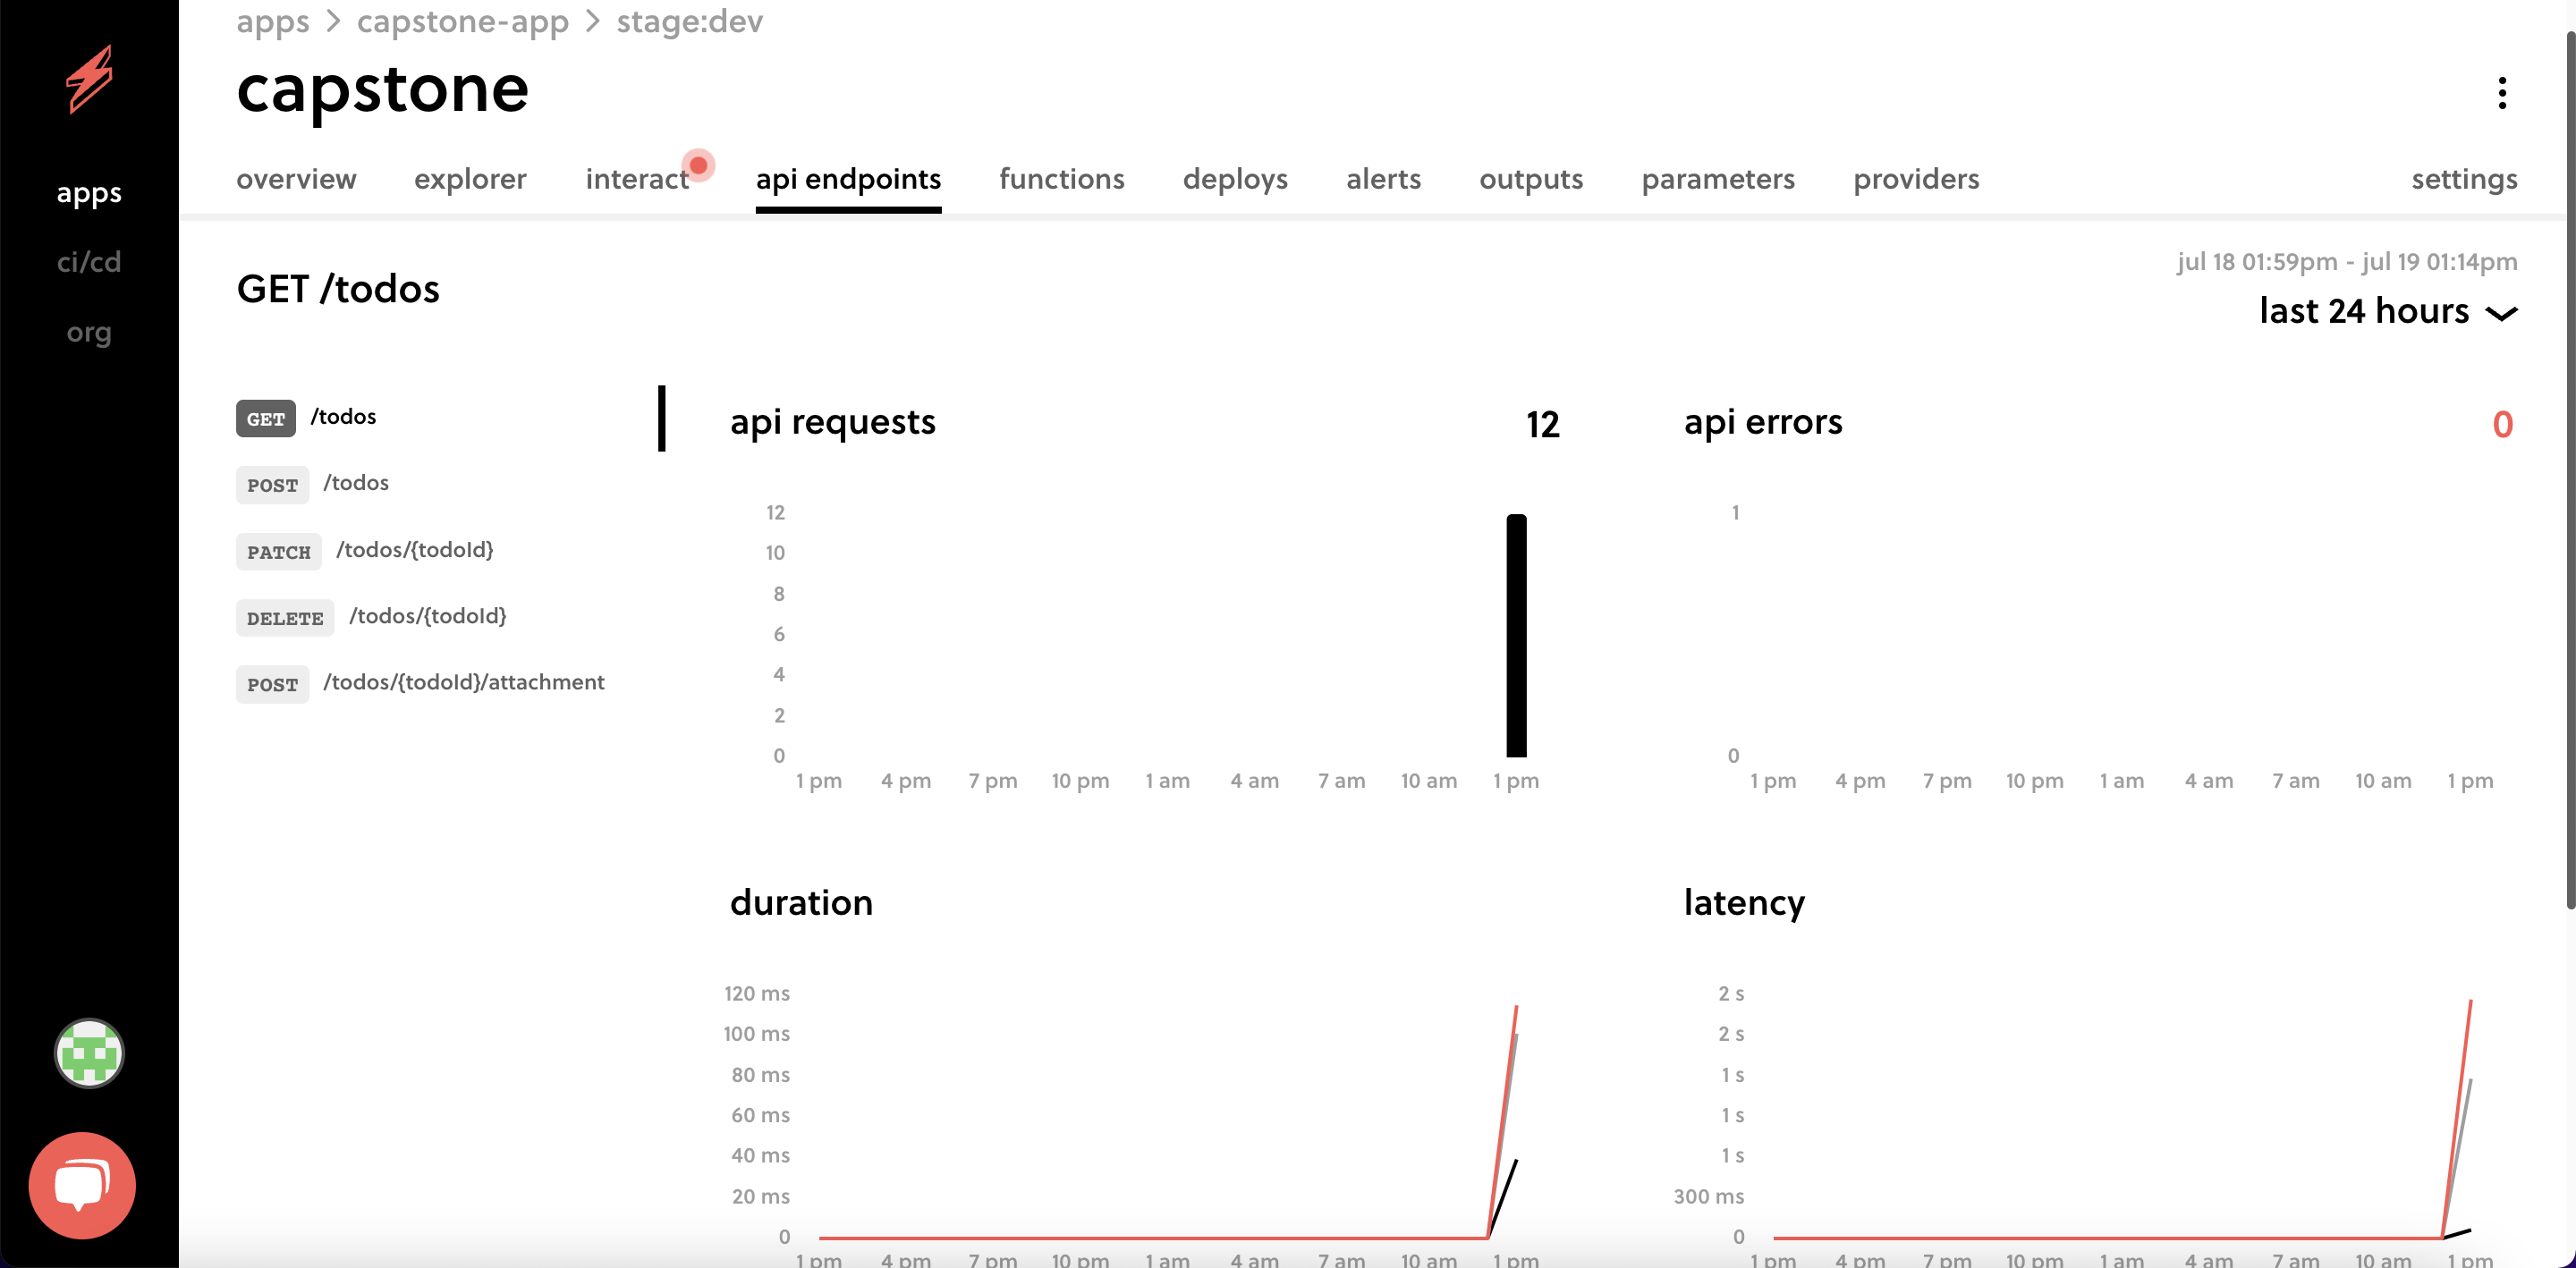 apps > capstone-app > stage:dev
capstone
apps
ci/cd
org
overview explorer interact api endpoints functions deploys alerts outputs parameters providers settings
GET /todos
jul 18 01:59pm - jul 19 01:14pm
last 24 hours
GET /todos
POST /todos
PATCH /todos/{todoId}
DELETE /todos/{todoId}
POST /todos/{todoId}/attachment
api requests 12
12
10
8
6
4
2
0
1 pm 4 pm 7 pm 10 pm 1 am 4 am 7 am 10 am 1 pm
api errors 0
1
0
1 pm 4 pm 7 pm 10 pm 1 am 4 am 7 am 10 am 1 pm
duration
120 ms
100 ms
80 ms
60 ms
40 ms
20 ms
0
1 pm 4 pm 7 pm 10 pm 1 am 4 am 7 am 10 am 1 pm
latency
2 s
2 s
1 s
1 s
1 s
300 ms
0
1 pm 4 pm 7 pm 10 pm 1 am 4 am 7 am 10 am 1 pm